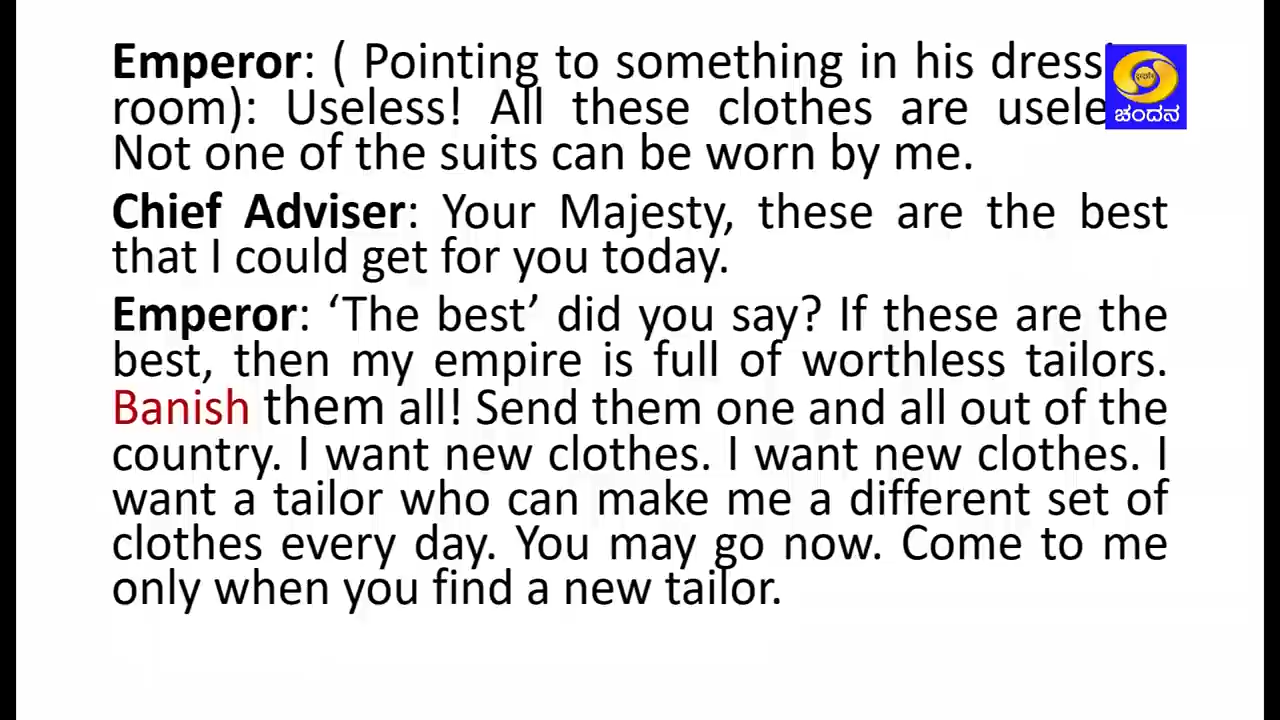 Emperor: ( Pointing to something in his
room): Useless! All these clothes are
Not one of the suits can be worn by me.
Chief Adviser: Your Majesty, these are the best
that I could get for you today.
Emperor: ‘The best’ did you say? If these are the
best, then my empire is full of worthless tailors.
Banish them all! Send them one and all out of the
country. I want new clothes. I want new clothes. I
want a tailor who can make me a different set of
clothes every day. You may go now. Come to me
only when you find a new tailor.
ಚಂದನ